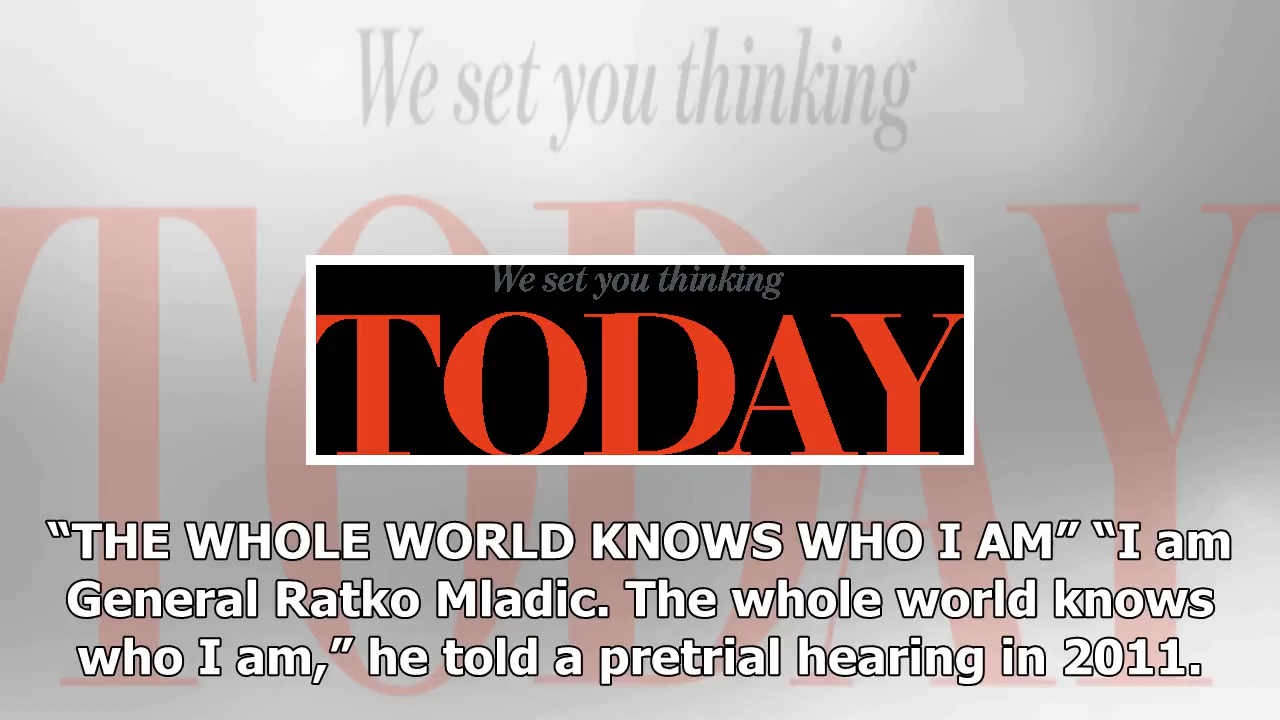 We set you thinking
TODAY
We set you thinking
TODAY
“THE WHOLE WORLD KNOWS WHO I AM” “I am
General Ratko Mladic. The whole world knows
who I am,” he told a pretrial hearing in 2011.